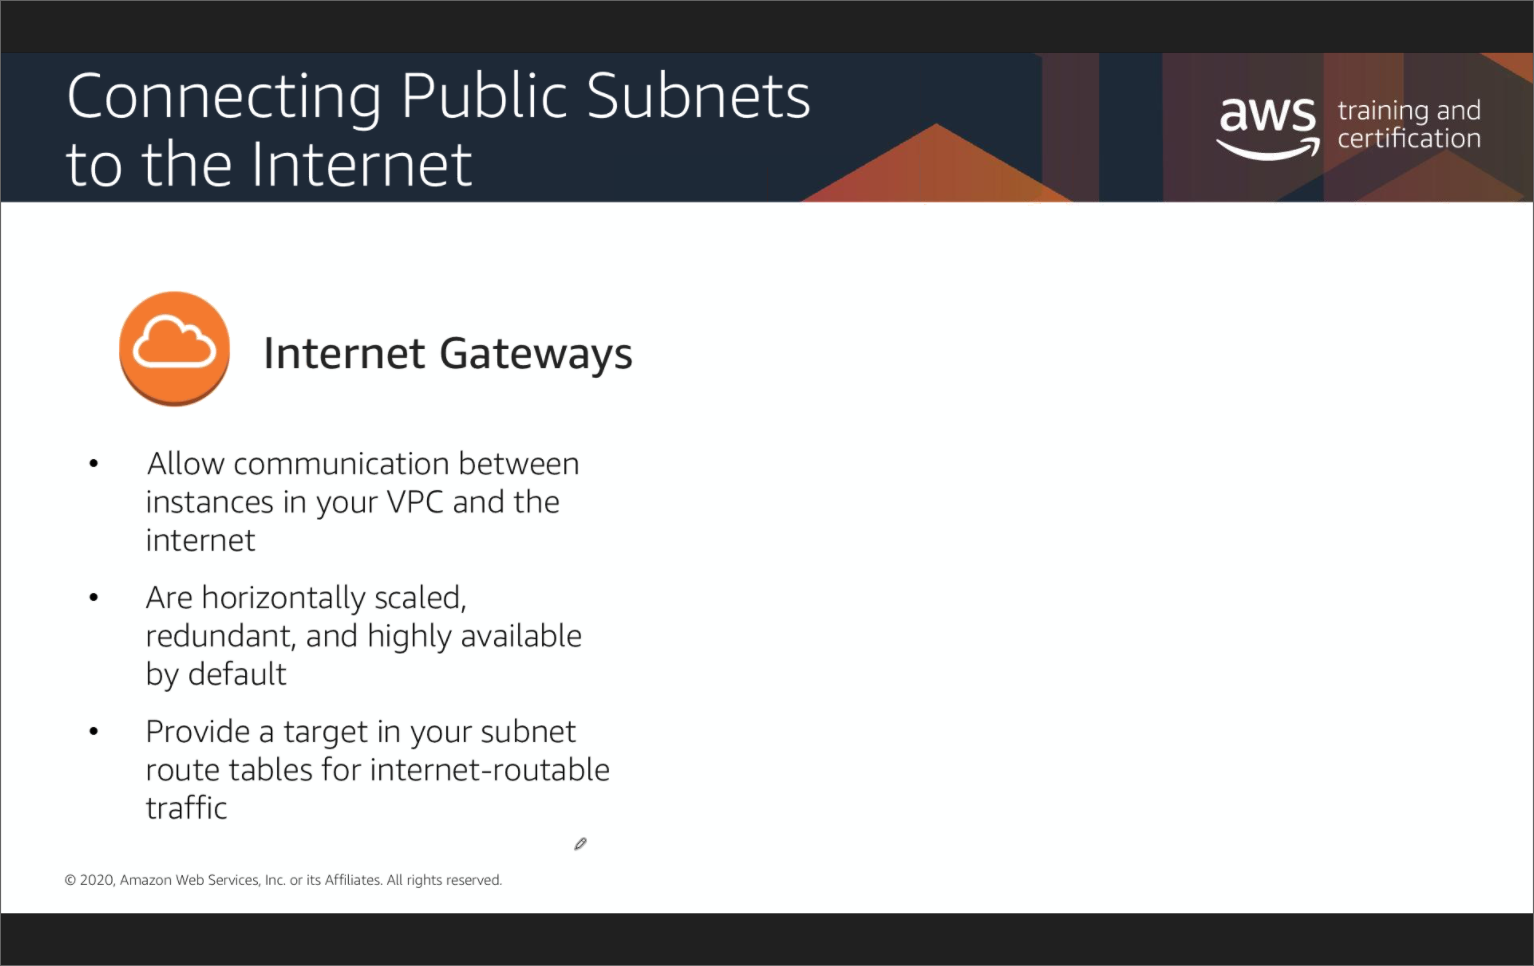 Connecting Public Subnets
to the Internet
aws training and
certification
Internet Gateways
• Allow communication between
instances in your VPC and the
internet
• Are horizontally scaled,
redundant, and highly available
by default
• Provide a target in your subnet
route tables for internet-routable
traffic
© 2020, Amazon Web Services, Inc. or its Affiliates. All rights reserved.